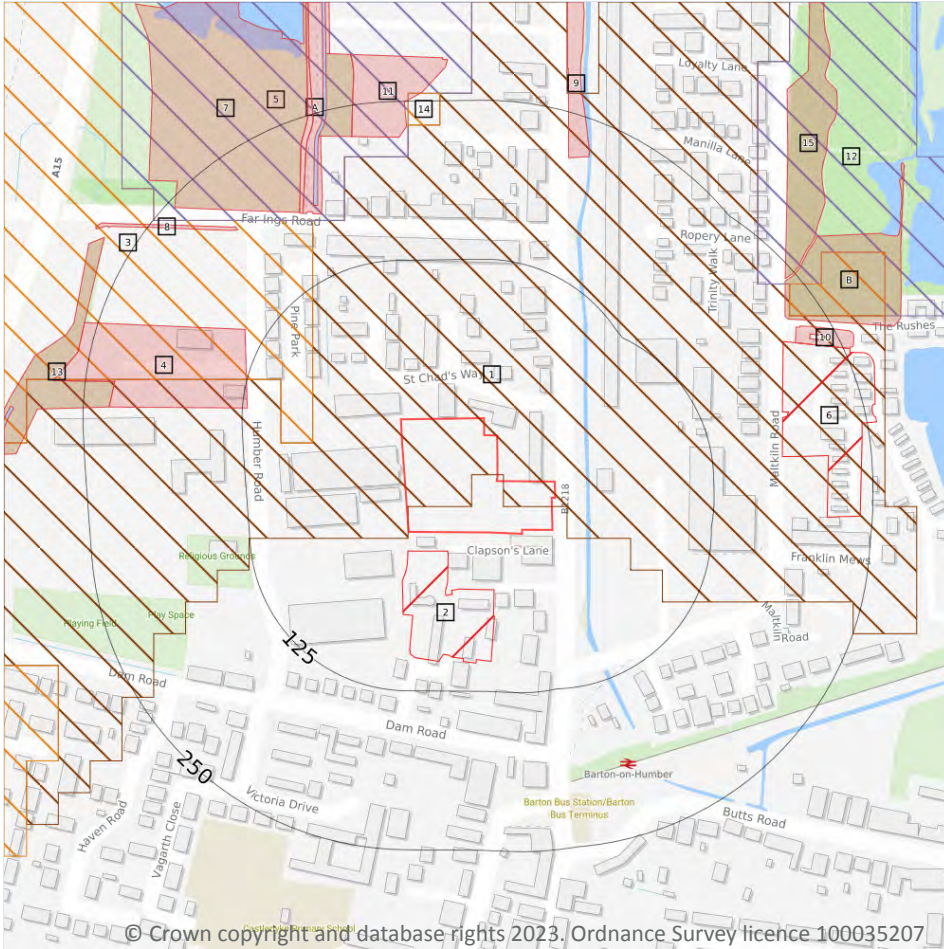 Loyalty Lane
9
11
5
7
A
14
Manilla Lane
15
12
A15
Far Ings Road
8
3
Ropery Lane
Trinity Walk
B
The Rushes
Pine Park
10
13
4
St Chad's Way
1
6
Maltkiln Road
Humber Road
B1218
Religious Grounds
Clapson's Lane
Franklin Mews
2
Playing Field
Play Space
Maltkiln
Road
125
Dam Road
Dam Road
250
Barton-on-Humber
Victoria Drive
Barton Bus Station/Barton
Bus Terminus
Butts Road
Haven Road
Vagarth Close
Castledyke Primary School
© Crown copyright and database rights 2023. Ordnance Survey licence 100035207.